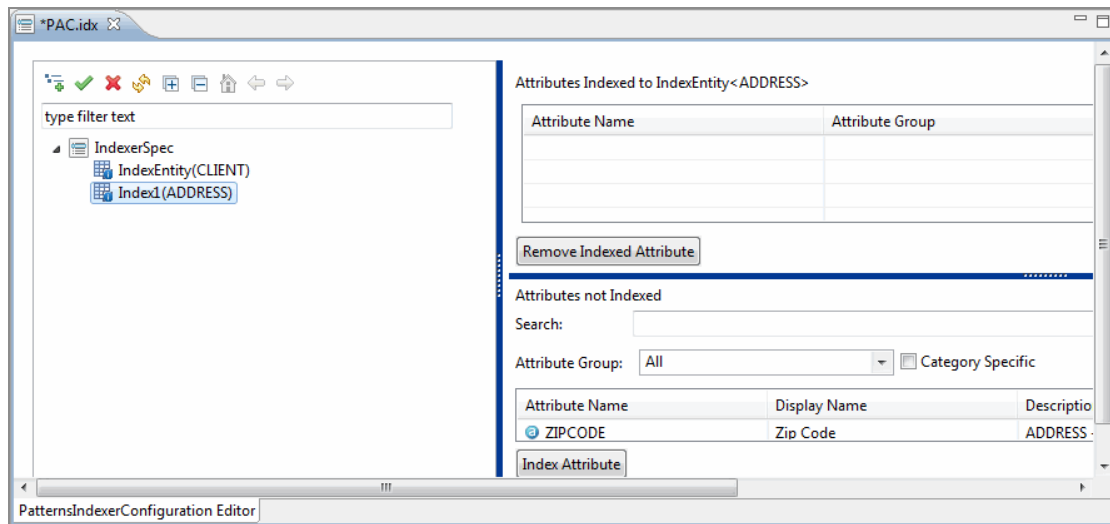 *PAC.idx
type filter text
IndexerSpec
IndexEntity(CLIENT)
Index1(ADDRESS)
Attributes Indexed to IndexEntity<ADDRESS>
Attribute Name Attribute Group
Remove Indexed Attribute
Attributes not Indexed
Search:
Attribute Group: All Category Specific
Attribute Name Display Name Descriptio
ZIPCODE Zip Code ADDRESS -
Index Attribute
PatternsIndexerConfiguration Editor